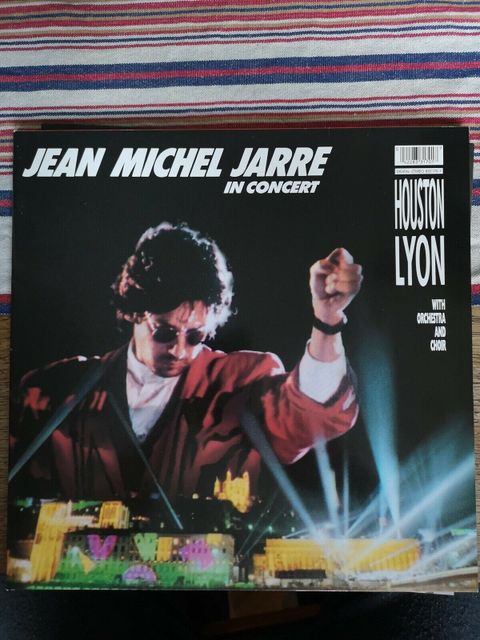 JEAN MICHEL JARRE
IN CONCERT
HOUSTON
LYON
WITH
ORCHESTRA
AND
CHOIR